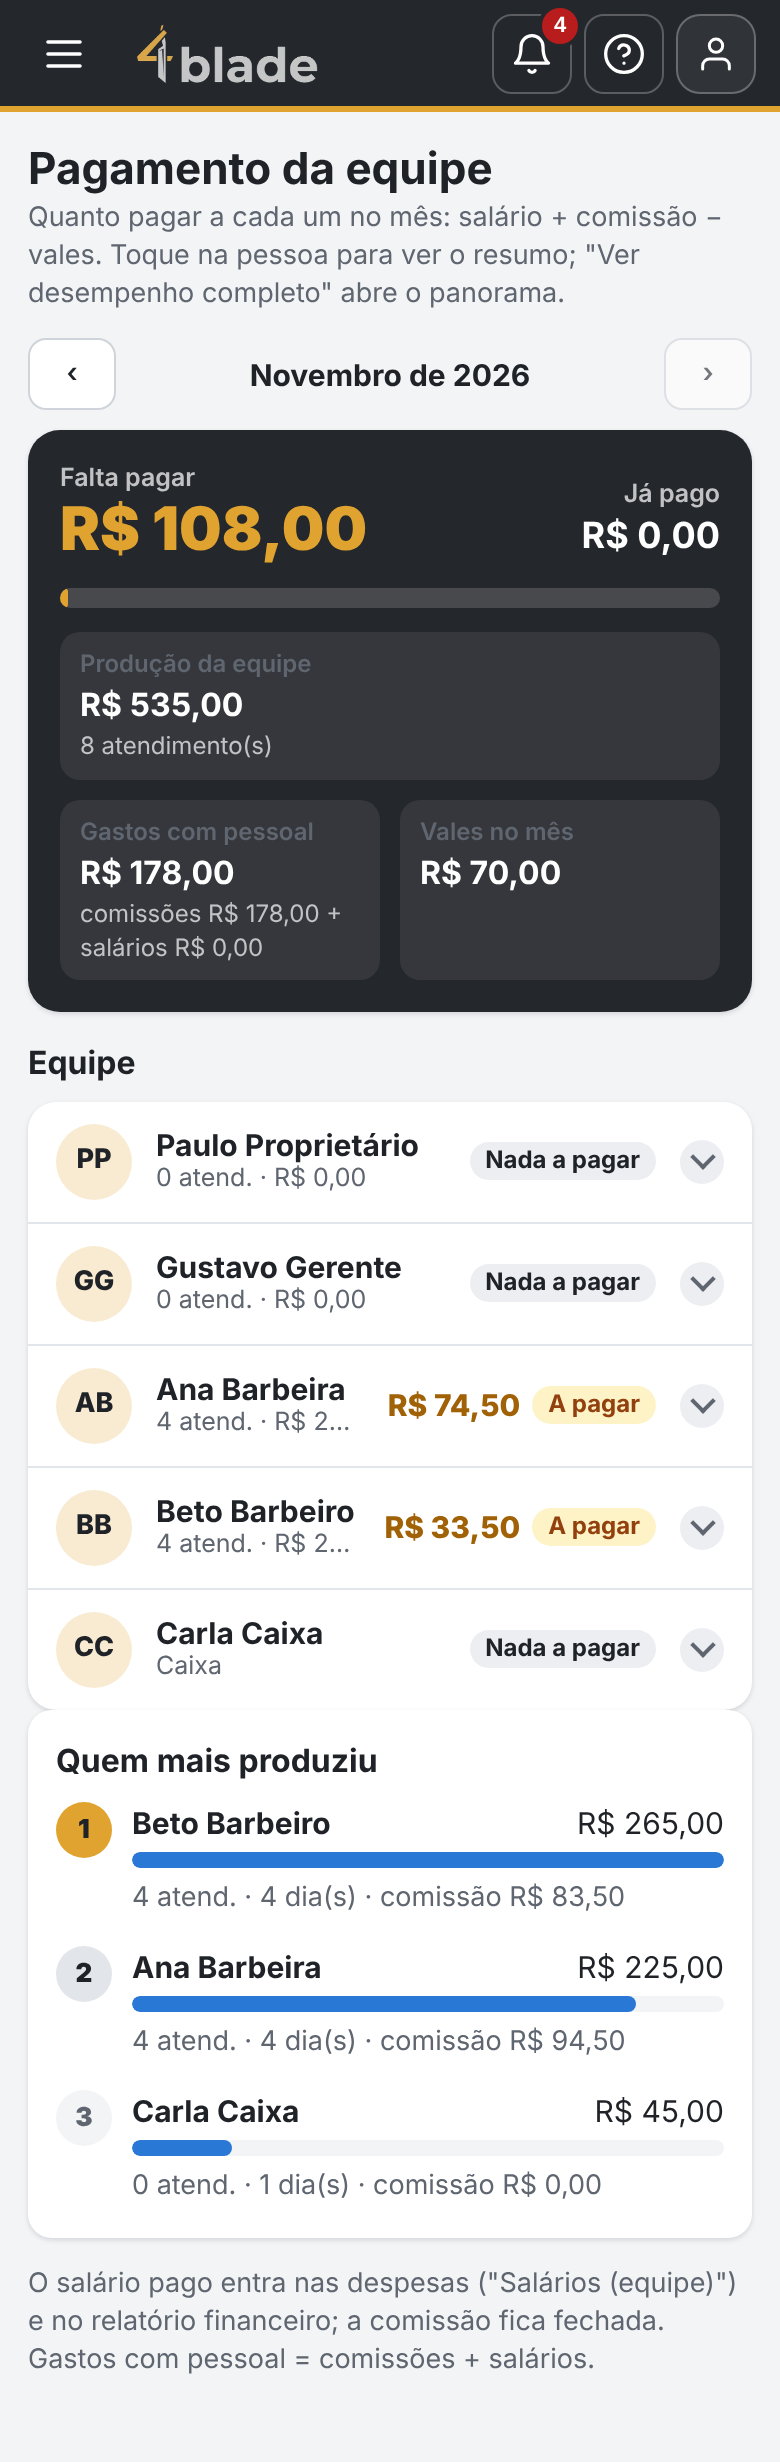 4blade
4
Pagamento da equipe
Quanto pagar a cada um no mês: salário + comissão –
vales. Toque na pessoa para ver o resumo; "Ver
desempenho completo" abre o panorama.
‹
Novembro de 2026
›
Falta pagar
R$ 108,00
Já pago
R$ 0,00
Produção da equipe
R$ 535,00
8 atendimento(s)
Gastos com pessoal
R$ 178,00
comissões R$ 178,00 +
salários R$ 0,00
Vales no mês
R$ 70,00
Equipe
PP
Paulo Proprietário
0 atend. · R$ 0,00
Nada a pagar
GG
Gustavo Gerente
0 atend. · R$ 0,00
Nada a pagar
AB
Ana Barbeira
4 atend. · R$ 2...
R$ 74,50
A pagar
BB
Beto Barbeiro
4 atend. · R$ 2...
R$ 33,50
A pagar
CC
Carla Caixa
Caixa
Nada a pagar
Quem mais produziu
1
Beto Barbeiro
R$ 265,00
4 atend. · 4 dia(s) · comissão R$ 83,50
2
Ana Barbeira
R$ 225,00
4 atend. · 4 dia(s) · comissão R$ 94,50
3
Carla Caixa
R$ 45,00
0 atend. · 1 dia(s) · comissão R$ 0,00
O salário pago entra nas despesas ("Salários (equipe)")
e no relatório financeiro; a comissão fica fechada.
Gastos com pessoal = comissões + salários.